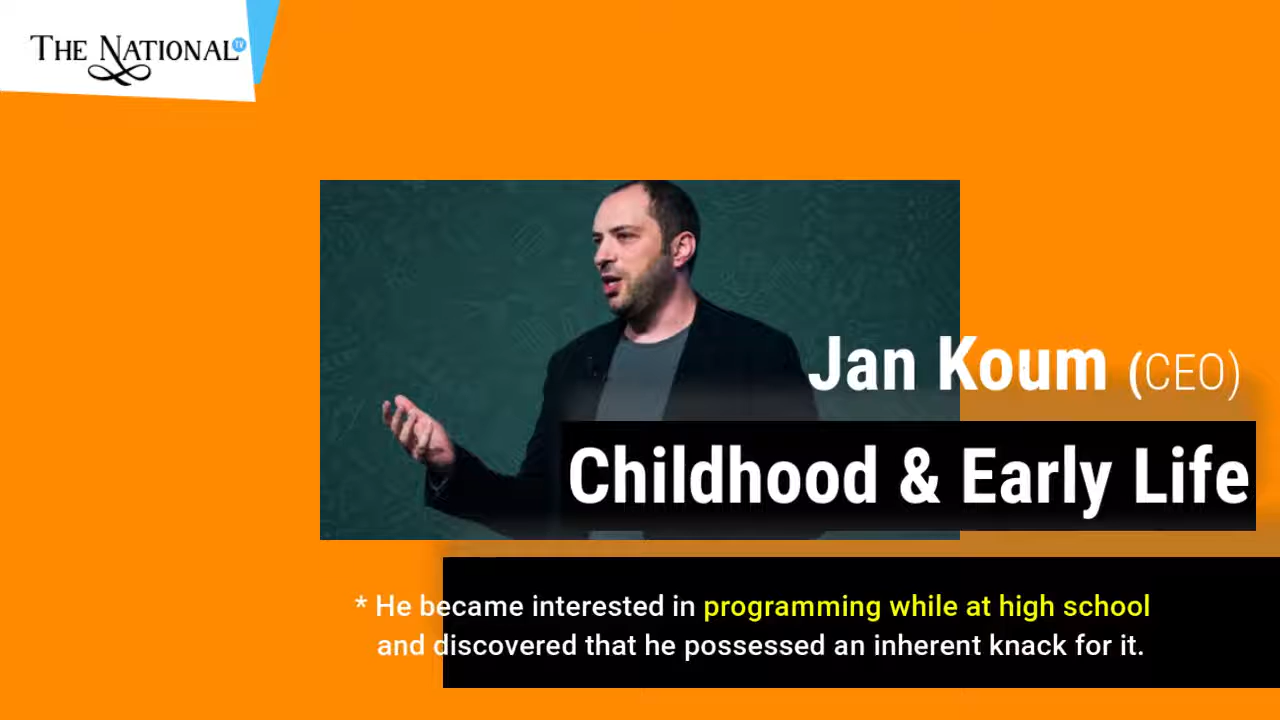 THE NATIONAL TV
Jan Koum (CEO)
Childhood & Early Life
* He became interested in programming while at high school
and discovered that he possessed an inherent knack for it.